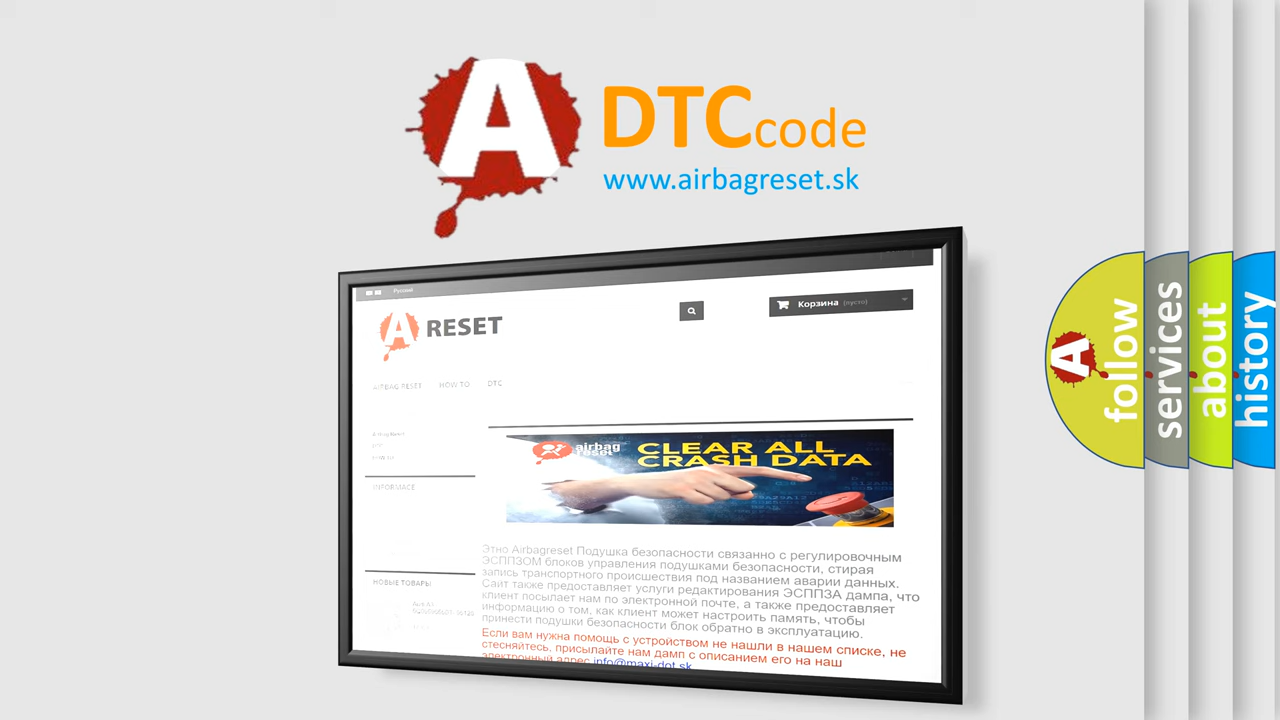 A DTCcode
www.airbagreset.sk
Русский
A RESET
Корзина (пусто)
AIRBAG RESET HOW TO DTC
Airbag Reset
HOW TO
INFORMACE
НОВЫЕ ТОВАРЫ
airbag
reset
CLEAR ALL
CRASH DATA
Этно Airbagreset Подушка безопасности связанно с регулировочным
ЭСППЗОМ блоков управления подушками безопасности, стирая
запись транспортного происшествия под названием аварии данных.
Сайт также предоставляет услуги редактирования ЭСППЗА дампа, что
клиент посылает нам по электронной почте, а также предоставляет
информацию о том, как клиент может настроить память, чтобы
принести подушки безопасности блок обратно в эксплуатацию.
Если вам нужна помощь с устройством не нашли в нашем списке, не
стесняйтесь, присылайте нам дамп с описанием его на наш
электронный адрес info@maxi-dot.sk
A follow
services
about
history